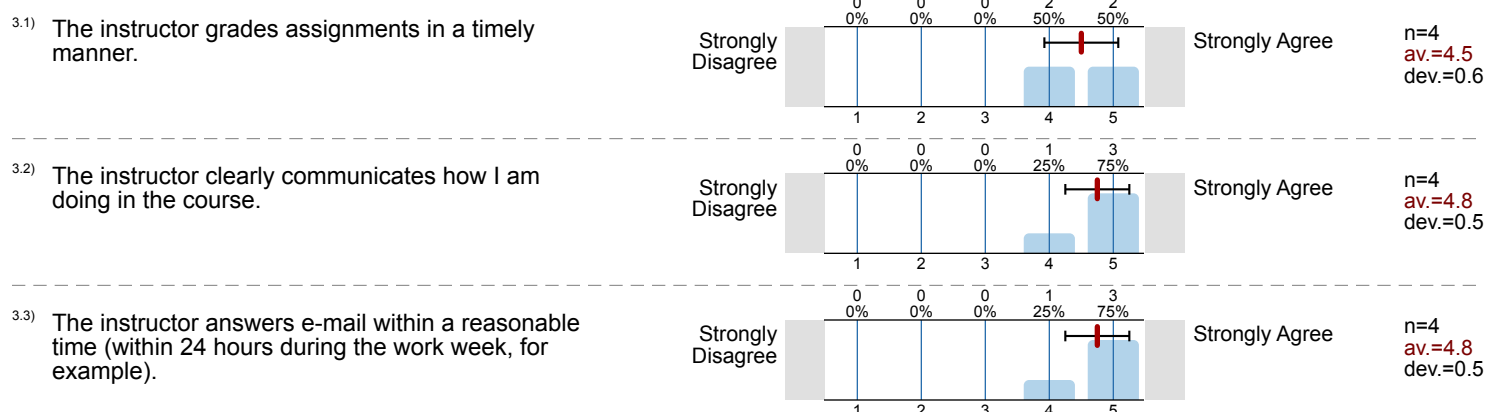 0 0 0 2 2
3.1) The instructor grades assignments in a timely manner.
0% 0% 0% 50% 50%
Strongly Disagree
Strongly Agree
n=4
av.=4.5
dev.=0.6
1 2 3 4 5
0 0 0 1 3
0% 0% 0% 25% 75%
3.2) The instructor clearly communicates how I am
doing in the course.
Strongly
Disagree
Strongly Agree
n=4
av.=4.8
dev.=0.5
1 2 3 4 5
0 0 0 1 3
0% 0% 0% 25% 75%
3.3) The instructor answers e-mail within a reasonable
time (within 24 hours during the work week, for
example).
Strongly
Disagree
Strongly Agree
n=4
av.=4.8
dev.=0.5
1 2 3 4 5